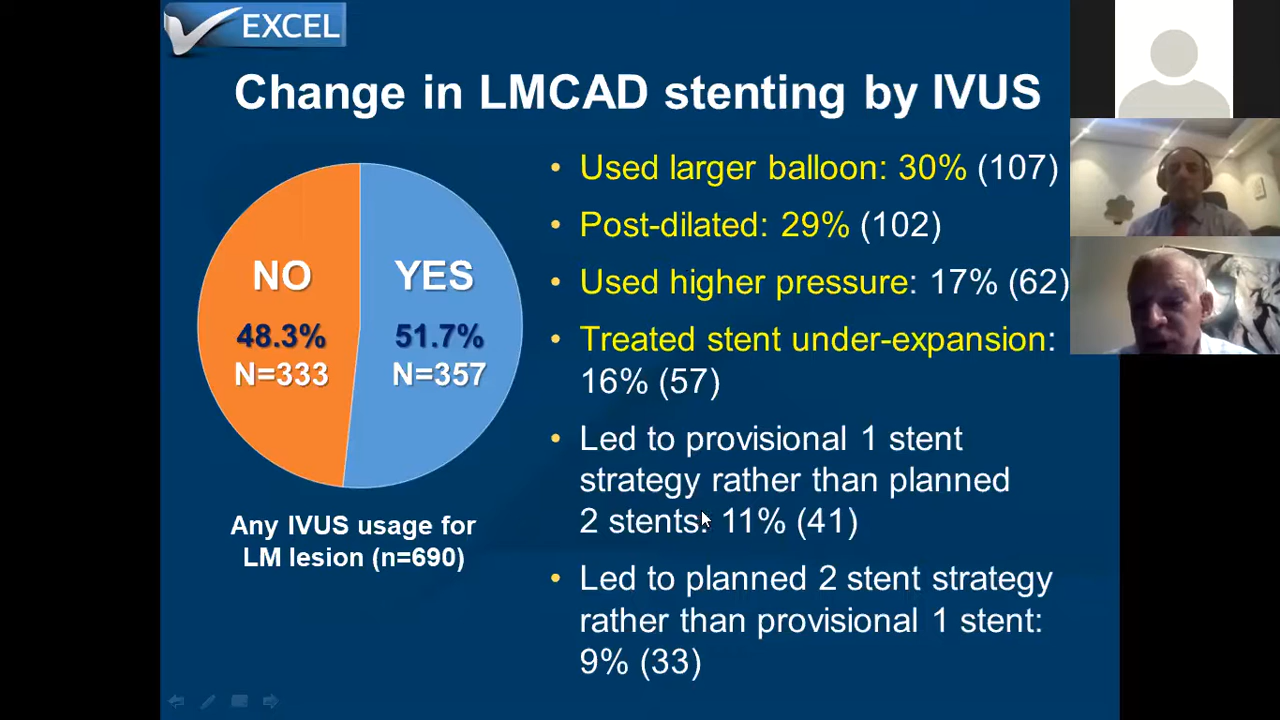 EXCEL
Change in LMCAD stenting by IVUS
NO
48.3%
N=333
YES
51.7%
N=357
Any IVUS usage for
LM lesion (n=690)
• Used larger balloon: 30% (107)
• Post-dilated: 29% (102)
• Used higher pressure: 17% (62)
• Treated stent under-expansion:
16% (57)
• Led to provisional 1 stent
strategy rather than planned
2 stents: 11% (41)
• Led to planned 2 stent strategy
rather than provisional 1 stent:
9% (33)